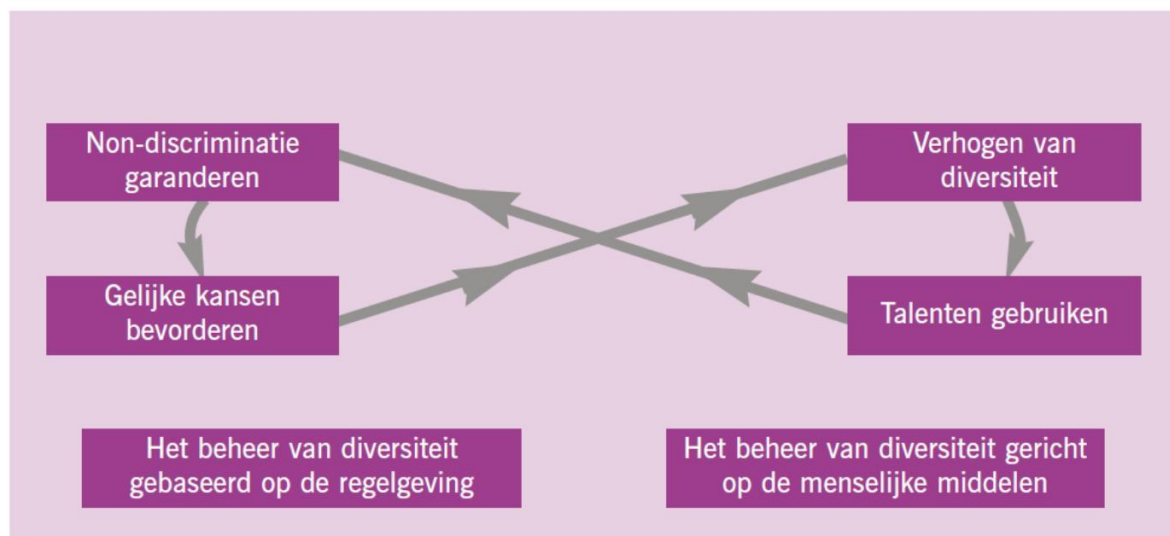 Non-discriminatie
garanderen
Verhogen van
diversiteit
Gelijke kansen
bevorderen
Talenten gebruiken
Het beheer van diversiteit
gebaseerd op de regelgeving
Het beheer van diversiteit gericht
op de menselijke middelen